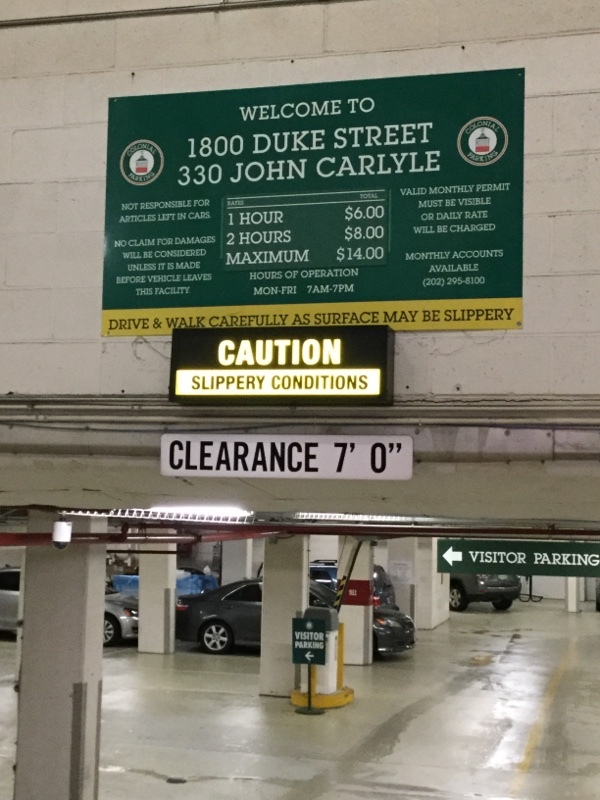 WELCOME TO
1800 DUKE STREET
330 JOHN CARLYLE
COLONIAL PARKING
COLONIAL PARKING
NOT RESPONSIBLE FOR
ARTICLES LEFT IN CARS.
NO CLAIM FOR DAMAGES
WILL BE CONSIDERED
UNLESS IT IS MADE
BEFORE VEHICLE LEAVES
THIS FACILITY.
RATES TOTAL
1 HOUR $6.00
2 HOURS $8.00
MAXIMUM $14.00
HOURS OF OPERATION
MON-FRI 7AM-7PM
VALID MONTHLY PERMIT
MUST BE VISIBLE
OR DAILY RATE
WILL BE CHARGED
MONTHLY ACCOUNTS
AVAILABLE
(202) 295-8100
DRIVE & WALK CAREFULLY AS SURFACE MAY BE SLIPPERY
CAUTION
SLIPPERY CONDITIONS
CLEARANCE 7' 0"
VISITOR PARKING
VISITOR
PARKING